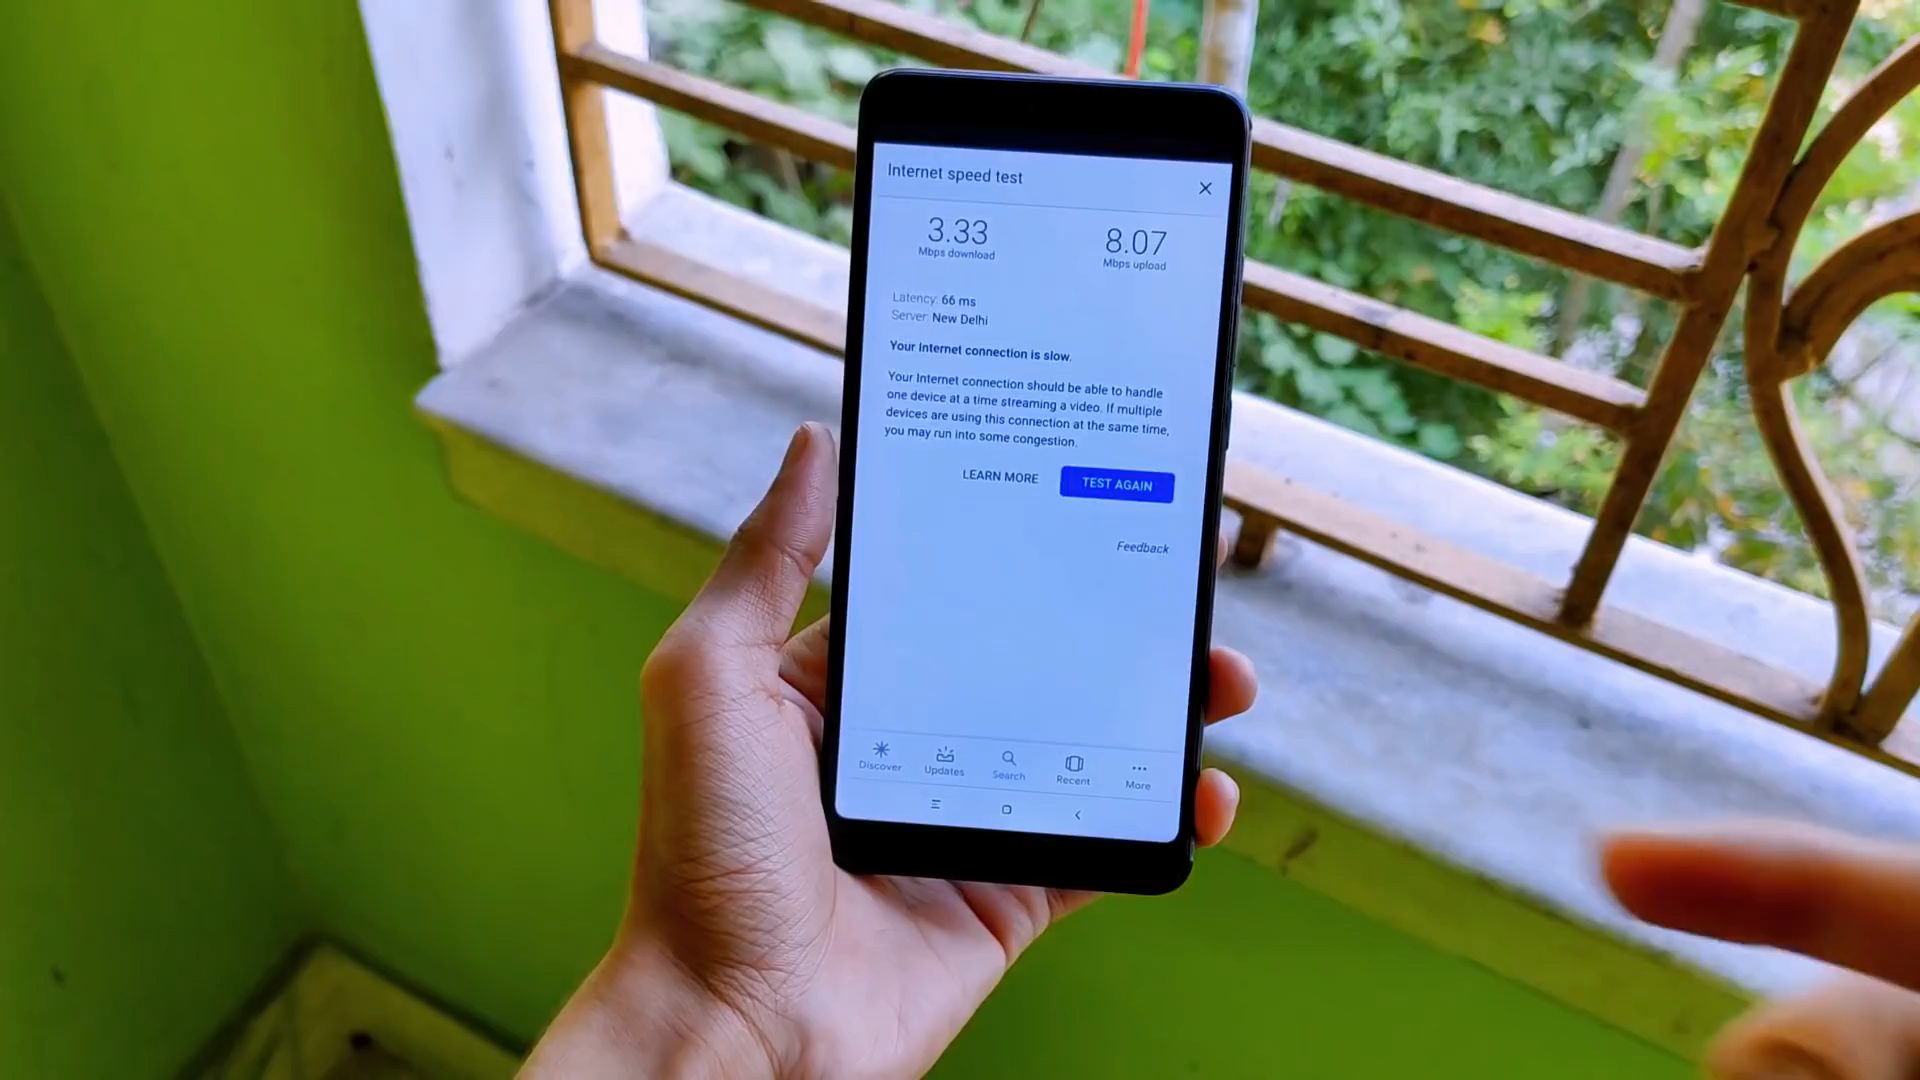 Internet speed test
3.33
Mbps download
8.07
Mbps upload
Latency: 66 ms
Server: New Delhi
Your Internet connection is slow.
Your Internet connection should be able to handle
one device at a time streaming a video. If multiple
devices are using this connection at the same time,
you may run into some congestion.
LEARN MORE
TEST AGAIN
Feedback
Discover
Updates
Search
Recent
More